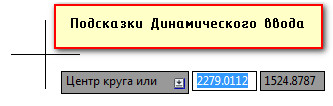 Подсказки Динамического ввода
Центр круга или 2279.0112 1524.8787